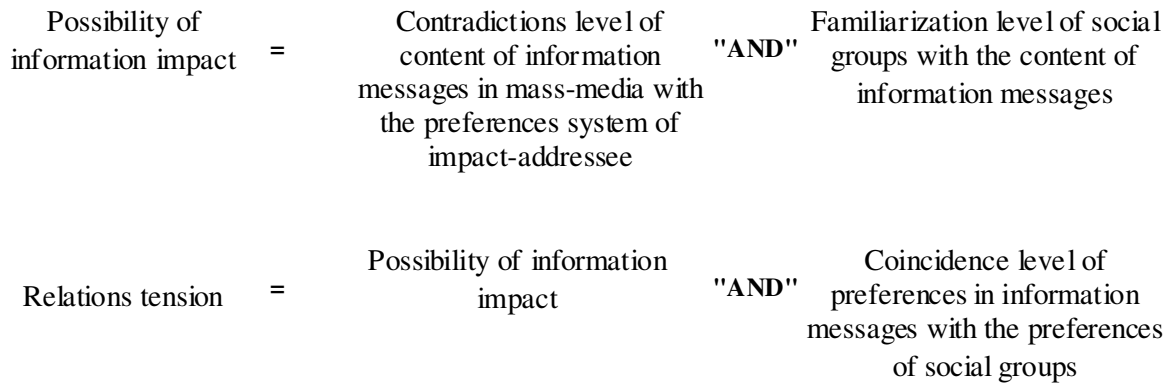 Possibility of
information impact
=
Contradictions level of
content of information
messages in mass-media with
the preferences system of
impact-addressee
"AND"
Familiarization level of social
groups with the content of
information messages
Relations tension
=
Possibility of information
impact
"AND"
Coincidence level of
preferences in information
messages with the preferences
of social groups